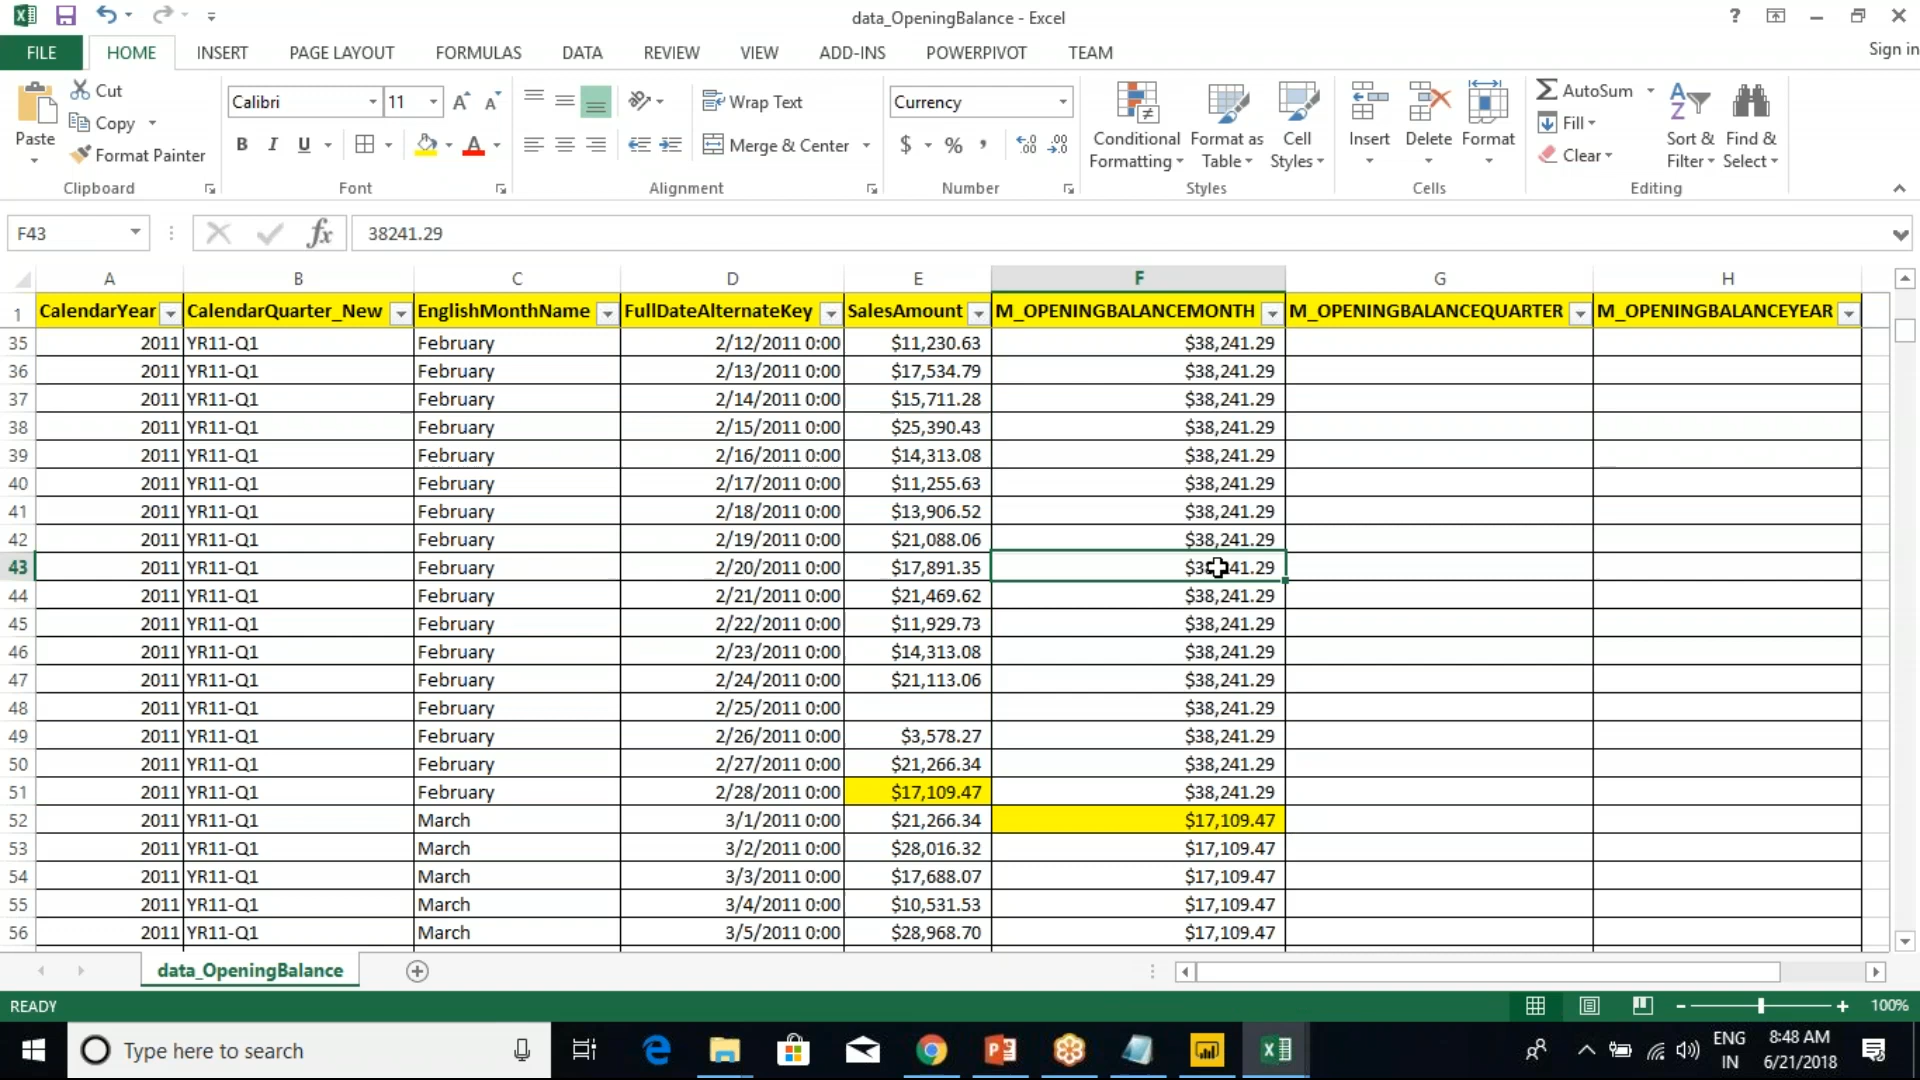 data_OpeningBalance - Excel
?
FILE HOME INSERT PAGE LAYOUT FORMULAS DATA REVIEW VIEW ADD-INS POWERPIVOT TEAM Sign in
Paste
Cut
Copy
Format Painter
Clipboard
Calibri 11
B I U
Font
Wrap Text
Merge & Center
Alignment
Currency
$ % ,
Number
Conditional Formatting
Format as Table
Cell Styles
Styles
Insert
Delete
Format
Cells
AutoSum
Fill
Clear
Sort & Filter
Find & Select
Editing
F43 fx 38241.29
A B C D E F G H
1 CalendarYear CalendarQuarter_New EnglishMonthName FullDateAlternateKey SalesAmount M_OPENINGBALANCEMONTH M_OPENINGBALANCEQUARTER M_OPENINGBALANCEYEAR
35 2011 YR11-Q1 February 2/12/2011 0:00 $11,230.63 $38,241.29
36 2011 YR11-Q1 February 2/13/2011 0:00 $17,534.79 $38,241.29
37 2011 YR11-Q1 February 2/14/2011 0:00 $15,711.28 $38,241.29
38 2011 YR11-Q1 February 2/15/2011 0:00 $25,390.43 $38,241.29
39 2011 YR11-Q1 February 2/16/2011 0:00 $14,313.08 $38,241.29
40 2011 YR11-Q1 February 2/17/2011 0:00 $11,255.63 $38,241.29
41 2011 YR11-Q1 February 2/18/2011 0:00 $13,906.52 $38,241.29
42 2011 YR11-Q1 February 2/19/2011 0:00 $21,088.06 $38,241.29
43 2011 YR11-Q1 February 2/20/2011 0:00 $17,891.35
44 2011 YR11-Q1 February 2/21/2011 0:00 $21,469.62 $38,241.29
45 2011 YR11-Q1 February 2/22/2011 0:00 $11,929.73 $38,241.29
46 2011 YR11-Q1 February 2/23/2011 0:00 $14,313.08 $38,241.29
47 2011 YR11-Q1 February 2/24/2011 0:00 $21,113.06 $38,241.29
48 2011 YR11-Q1 February 2/25/2011 0:00 $38,241.29
49 2011 YR11-Q1 February 2/26/2011 0:00 $3,578.27 $38,241.29
50 2011 YR11-Q1 February 2/27/2011 0:00 $21,266.34 $38,241.29
51 2011 YR11-Q1 February 2/28/2011 0:00 $17,109.47 $38,241.29
52 2011 YR11-Q1 March 3/1/2011 0:00 $21,266.34 $17,109.47
53 2011 YR11-Q1 March 3/2/2011 0:00 $28,016.32 $17,109.47
54 2011 YR11-Q1 March 3/3/2011 0:00 $17,688.07 $17,109.47
55 2011 YR11-Q1 March 3/4/2011 0:00 $10,531.53 $17,109.47
56 2011 YR11-Q1 March 3/5/2011 0:00 $28,968.70 $17,109.47
data_OpeningBalance
READY 100%
Type here to search
ENG
IN
8:48 AM
6/21/2018